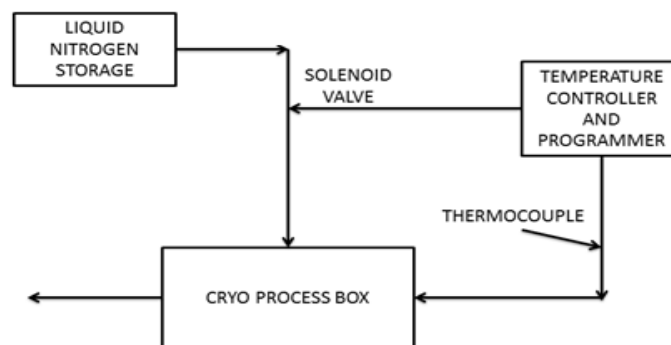 LIQUID
NITROGEN
STORAGE
SOLENOID
VALVE
TEMPERATURE
CONTROLLER
AND
PROGRAMMER
THERMOCOUPLE
CRYO PROCESS BOX